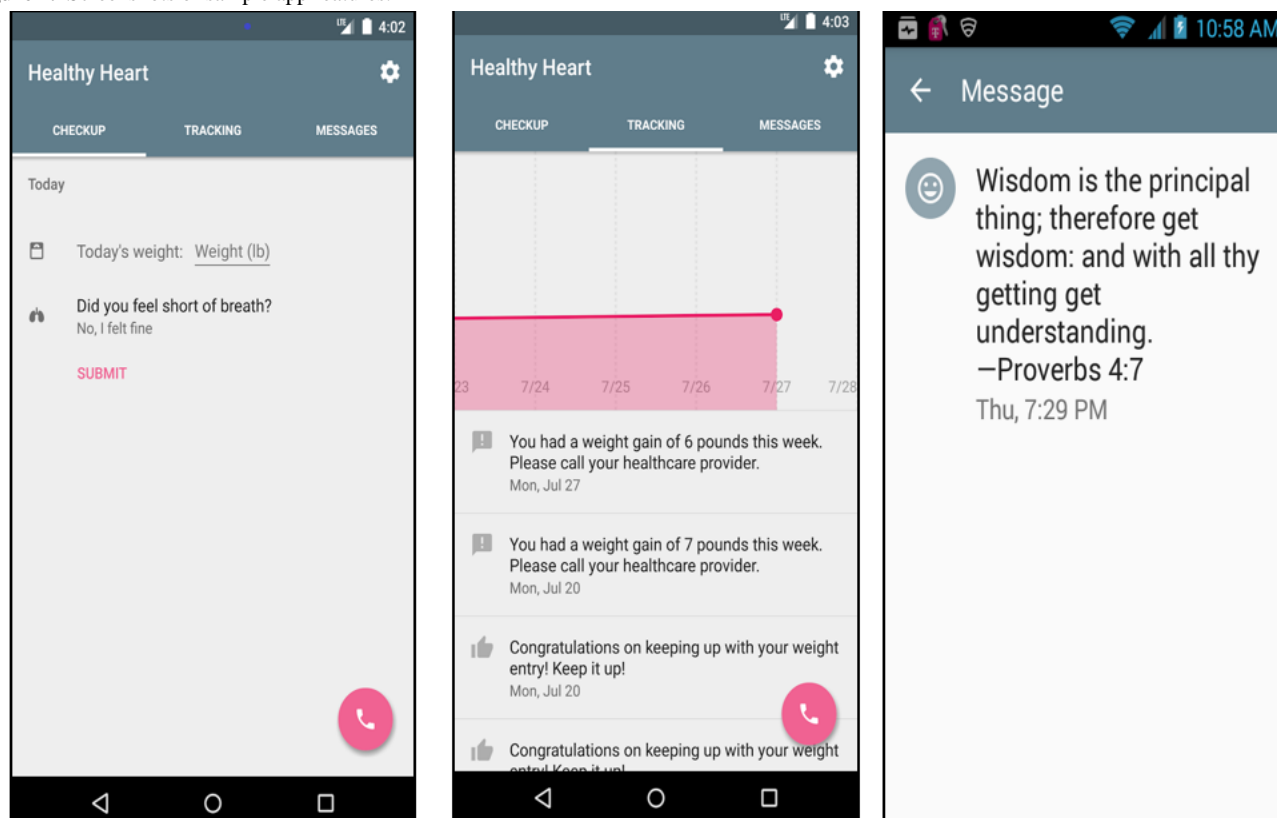 LTE 4:02
Healthy Heart
CHECKUP TRACKING MESSAGES
Today
Today's weight: Weight (lb)
Did you feel short of breath?
No, I felt fine
SUBMIT
LTE 4:03
Healthy Heart
CHECKUP TRACKING MESSAGES
23 7/24 7/25 7/26 7/27 7/28
You had a weight gain of 6 pounds this week.
Please call your healthcare provider.
Mon, Jul 27
You had a weight gain of 7 pounds this week.
Please call your healthcare provider.
Mon, Jul 20
Congratulations on keeping up with your weight
entry! Keep it up!
Mon, Jul 20
Congratulations on keeping up with your weight
entry! Keep it up!
10:58 AM
Message
Wisdom is the principal
thing; therefore get
wisdom: and with all thy
getting get
understanding.
—Proverbs 4:7
Thu, 7:29 PM